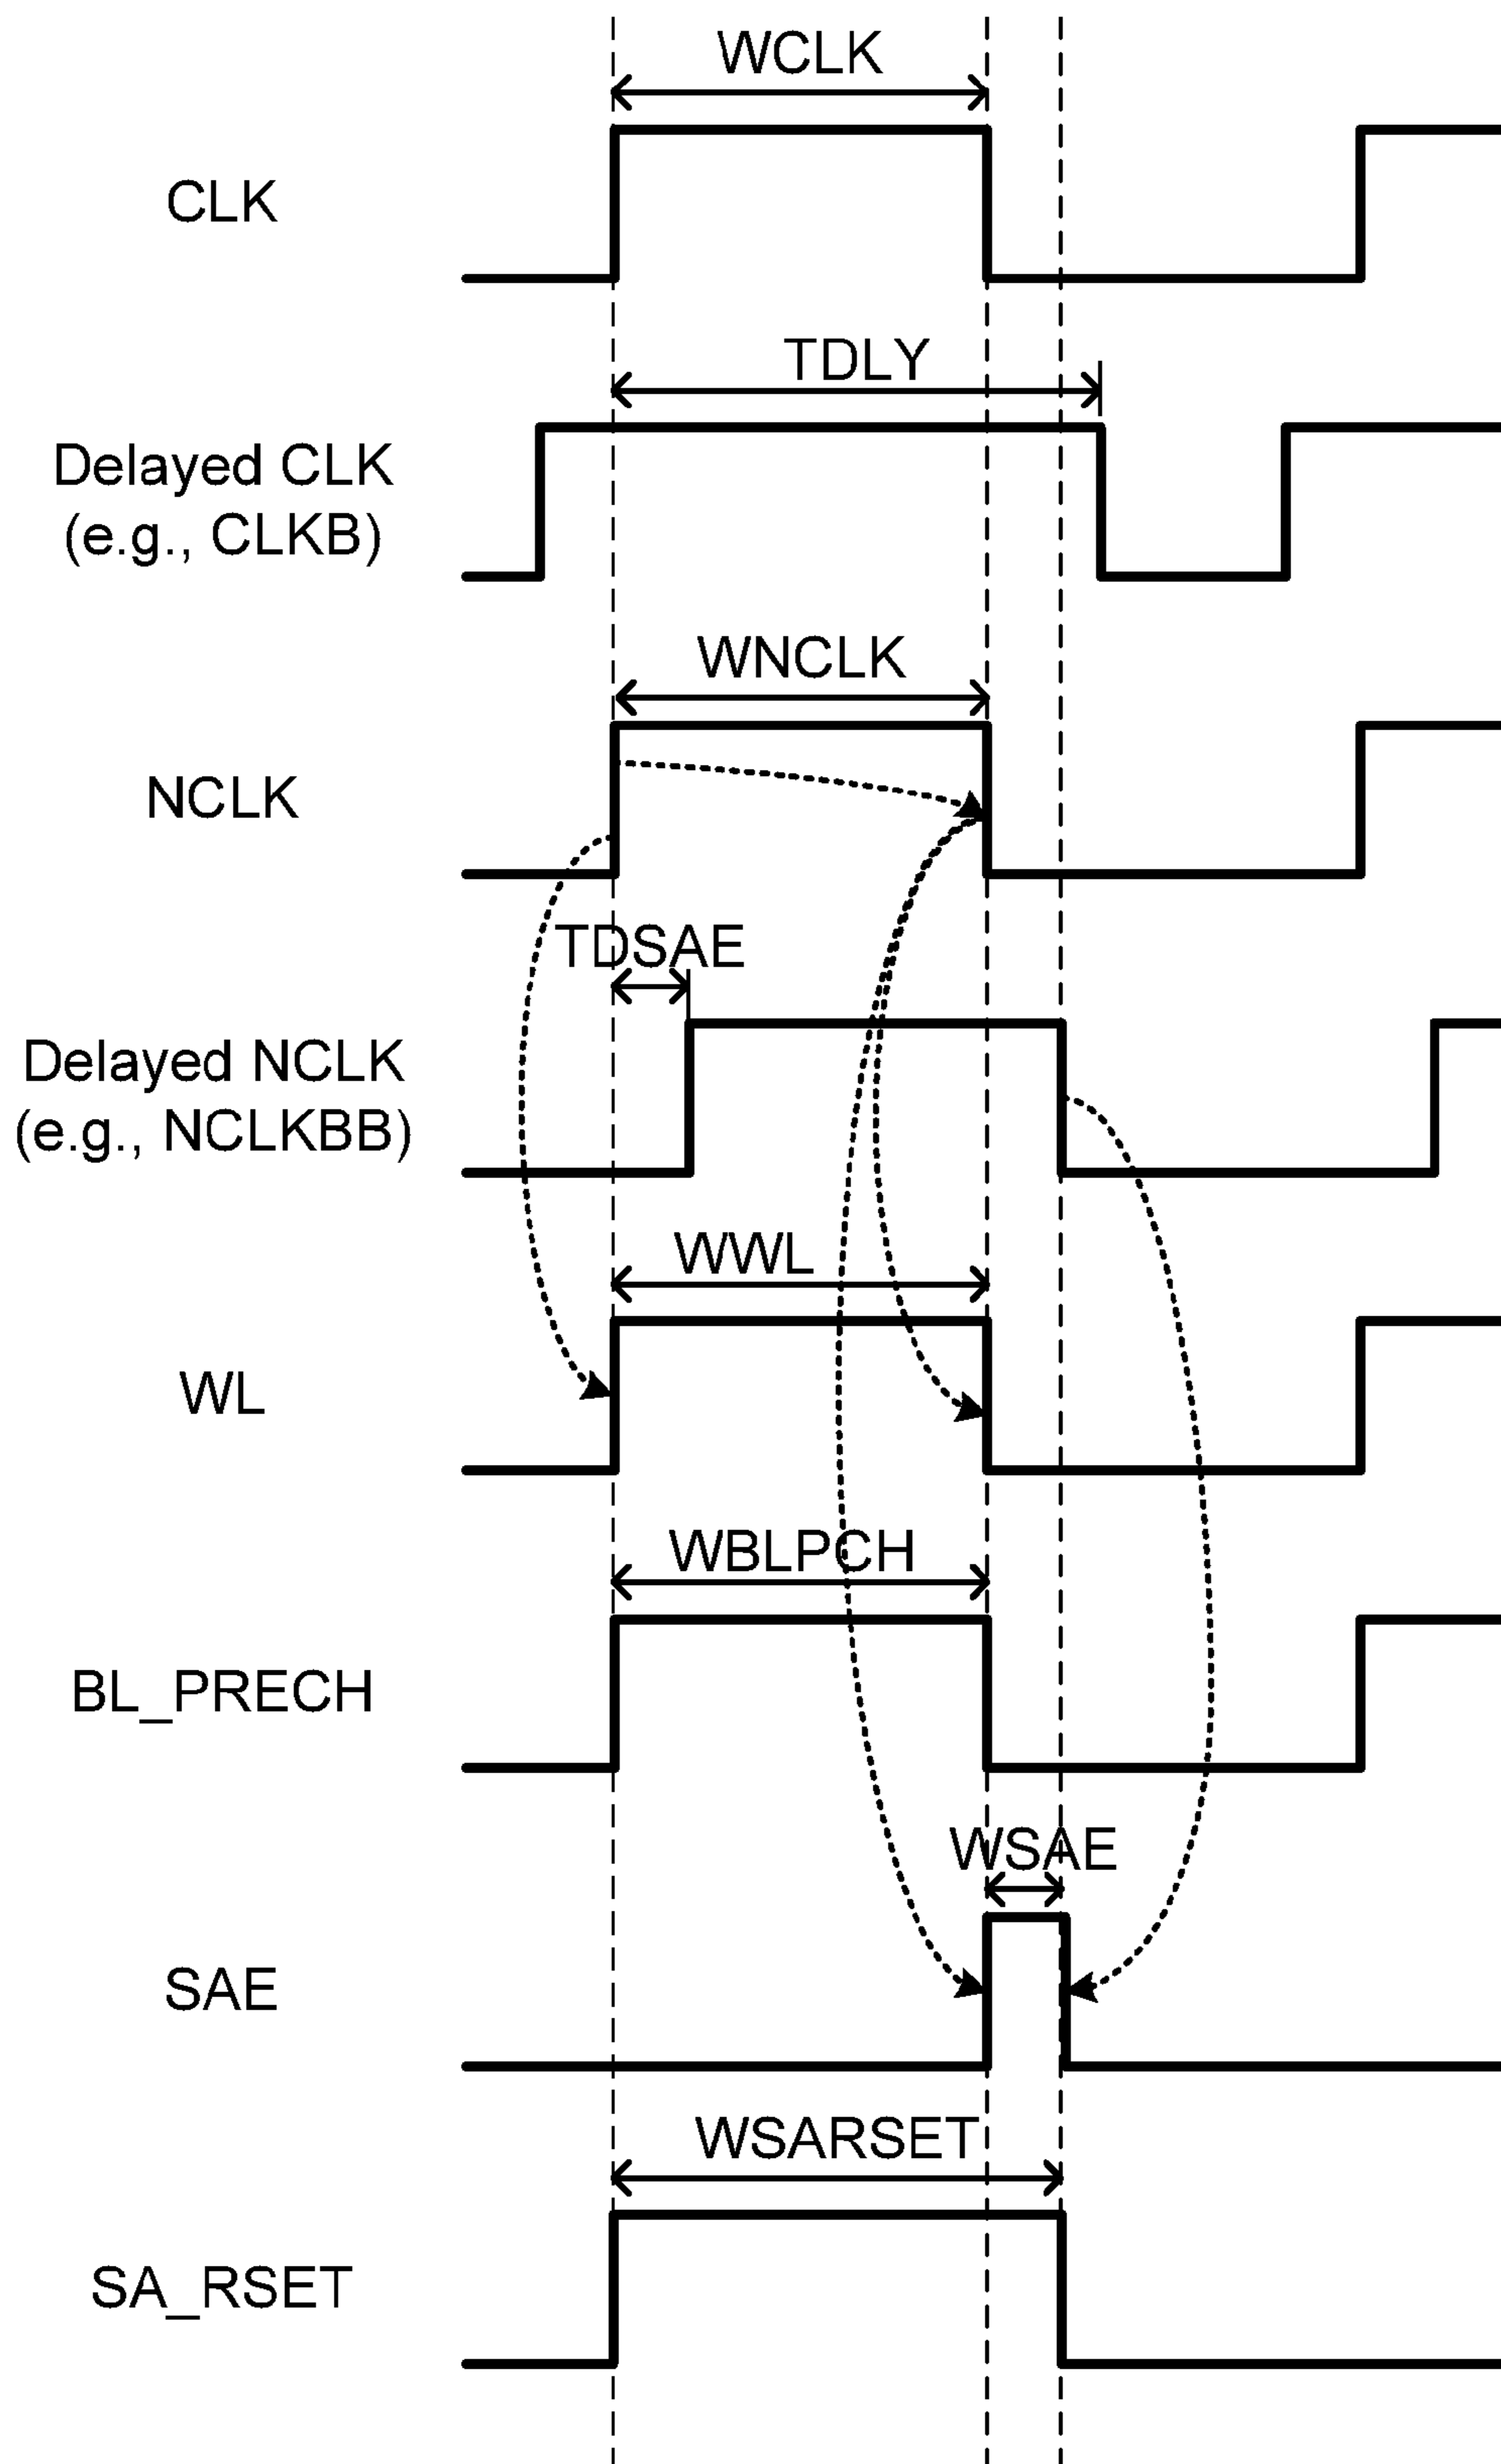 WCLK
CLK
TDLY
Delayed CLK
(e.g., CLKB)
WNCLK
NCLK
TDSAE
Delayed NCLK
(e.g., NCLKBB)
WWL
WL
WBLPCH
BL_PRECH
WSAE
SAE
WSARSET
SA_RSET